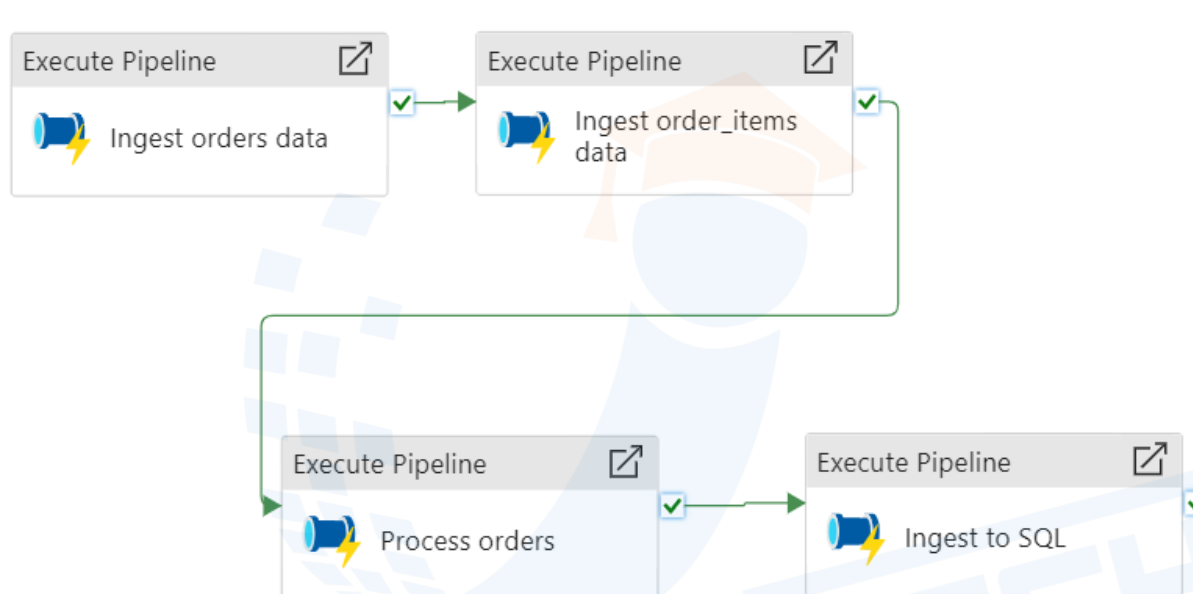 Execute Pipeline
Ingest orders data
Execute Pipeline
Ingest order_items
data
Execute Pipeline
Process orders
Execute Pipeline
Ingest to SQL